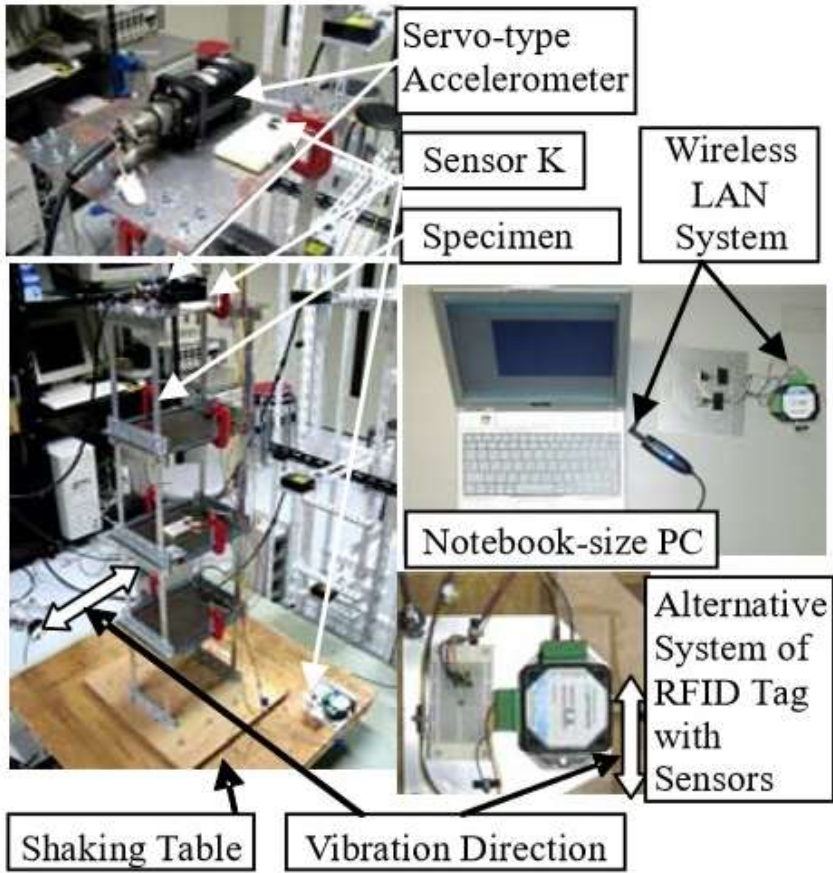 Servo-type
Accelerometer
Sensor K
Specimen
Wireless
LAN
System
Notebook-size PC
Alternative
System of
RFID Tag
with
Sensors
Shaking Table
Vibration Direction